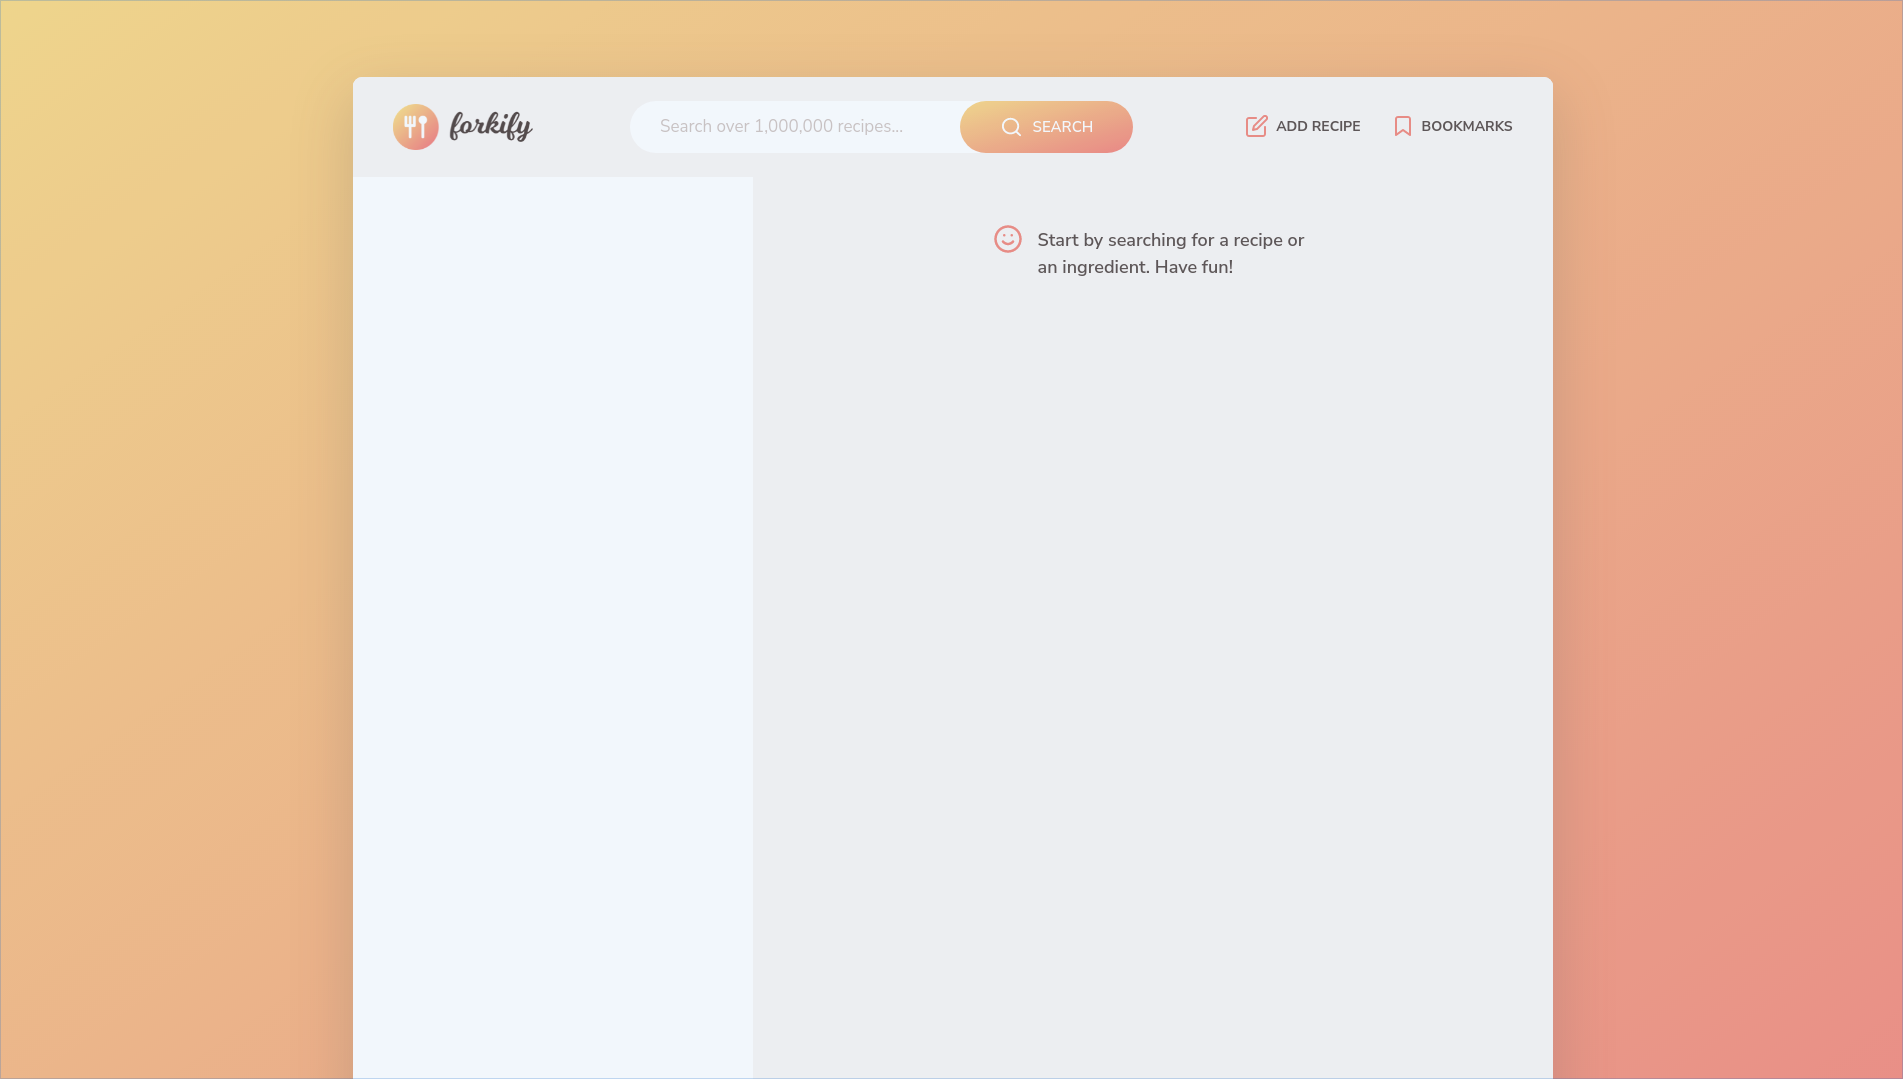 forkify
Search over 1,000,000 recipes...
SEARCH
ADD RECIPE
BOOKMARKS
Start by searching for a recipe or
an ingredient. Have fun!